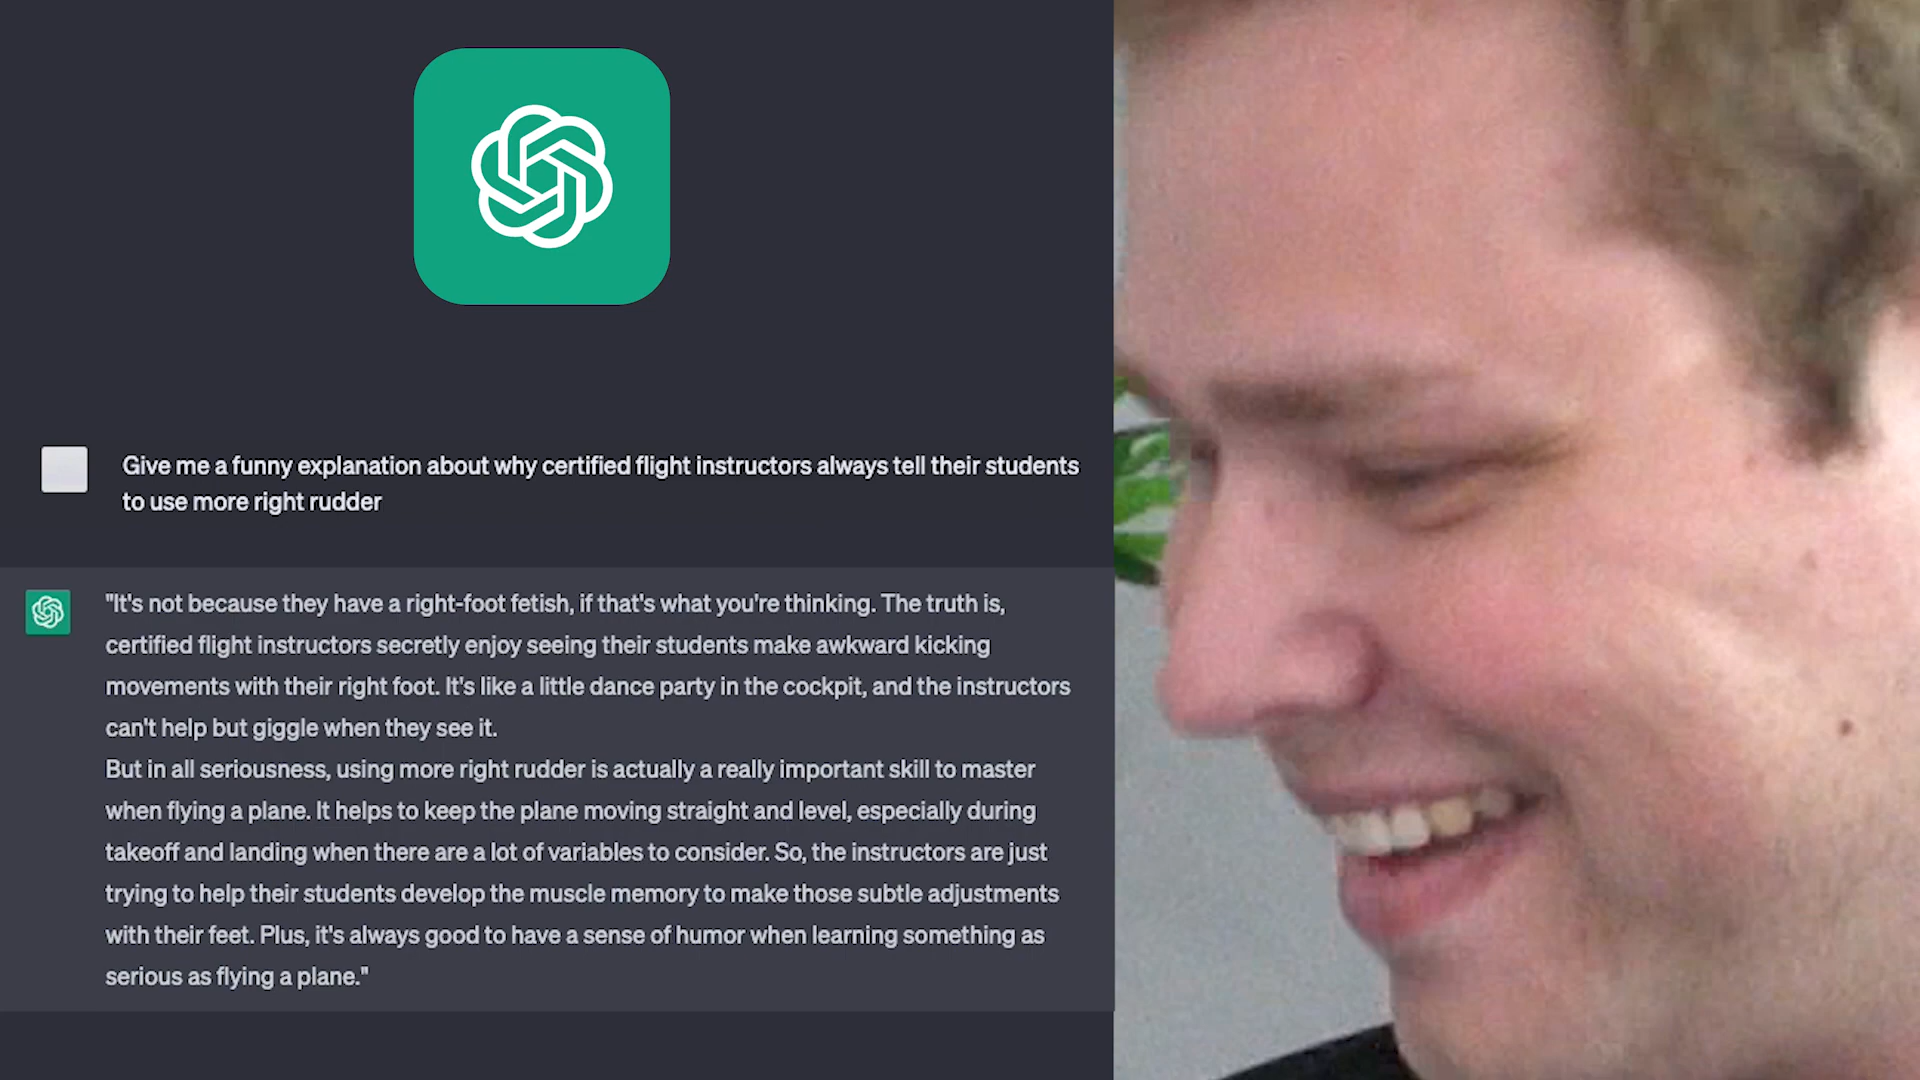 Give me a funny explanation about why certified flight instructors always tell their students
to use more right rudder
"It's not because they have a right-foot fetish, if that's what you're thinking. The truth is,
certified flight instructors secretly enjoy seeing their students make awkward kicking
movements with their right foot. It's like a little dance party in the cockpit, and the instructors
can't help but giggle when they see it.
But in all seriousness, using more right rudder is actually a really important skill to master
when flying a plane. It helps to keep the plane moving straight and level, especially during
takeoff and landing when there are a lot of variables to consider. So, the instructors are just
trying to help their students develop the muscle memory to make those subtle adjustments
with their feet. Plus, it's always good to have a sense of humor when learning something as
serious as flying a plane."